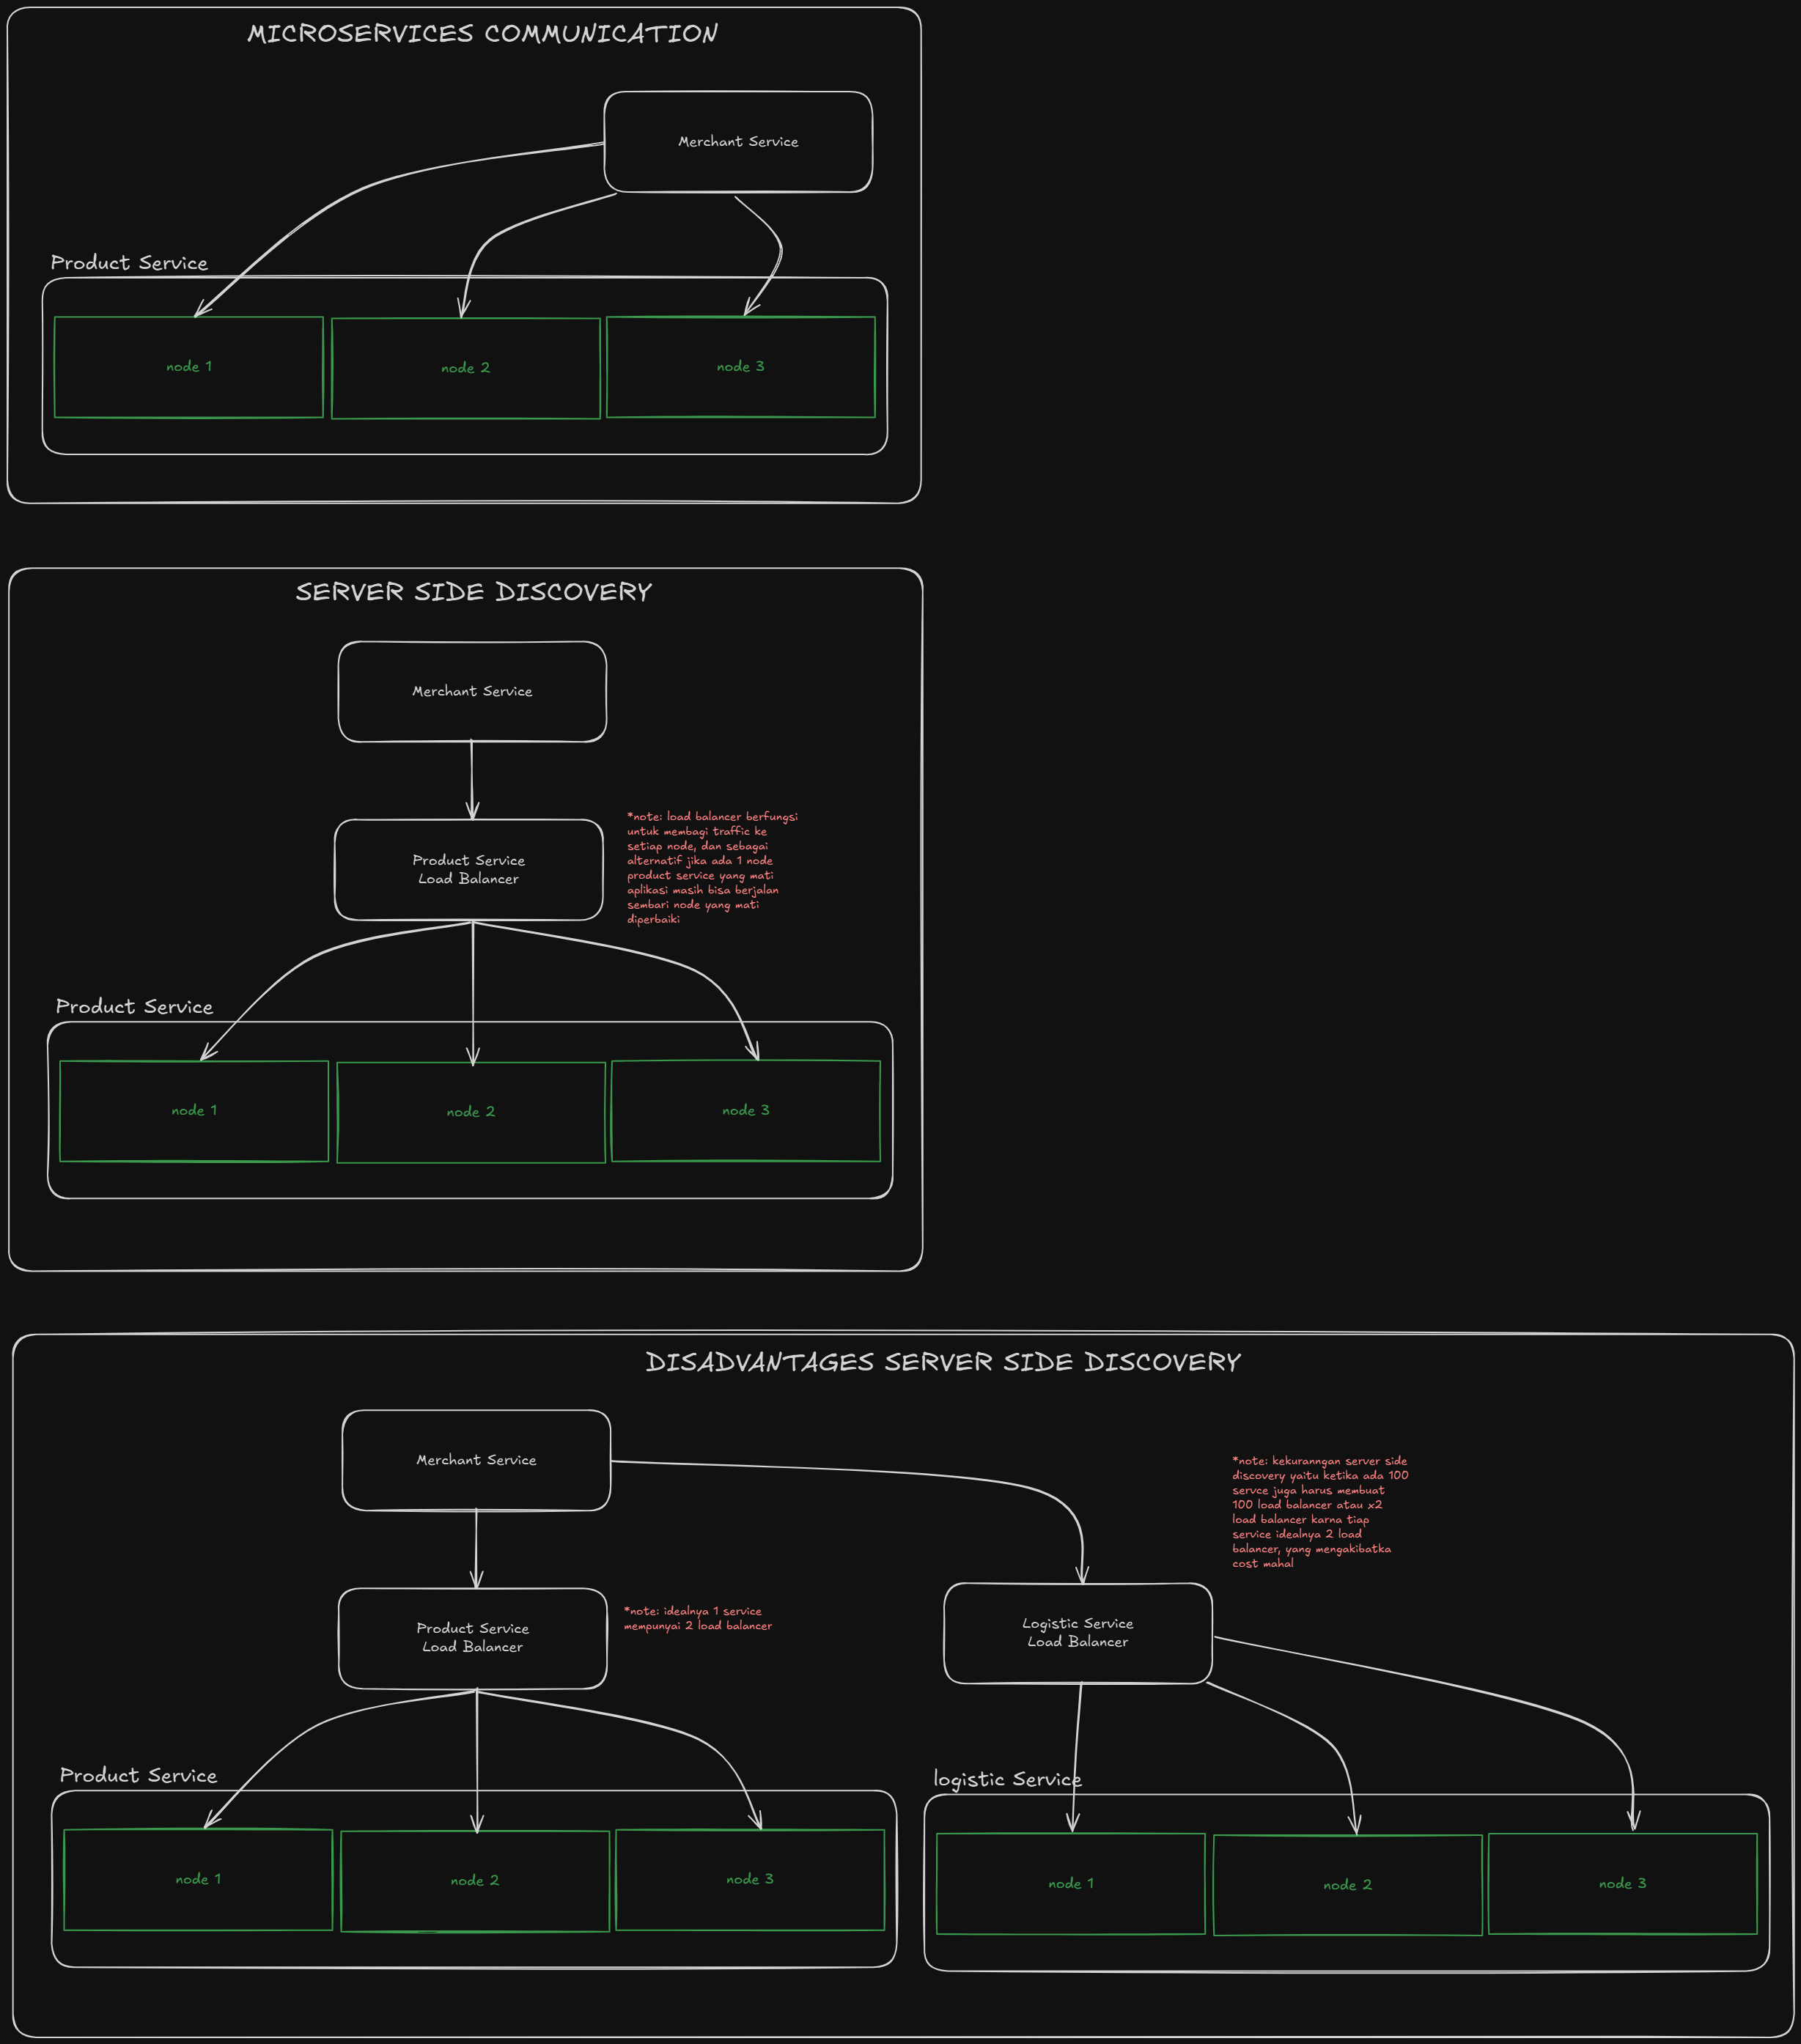 MICROSERVICES COMMUNICATION
Merchant Service
Product Service
node 1
node 2
node 3
SERVER SIDE DISCOVERY
Merchant Service
Product Service
Load Balancer
*note: load balancer berfungsi
untuk membagi traffic ke
setiap node, dan sebagai
alternatif jika ada 1 node
product service yang mati
aplikasi masih bisa berjalan
sembari node yang mati
diperbaiki
Product Service
node 1
node 2
node 3
DISADVANTAGES SERVER SIDE DISCOVERY
Merchant Service
*note: kekuranngan server side
discovery yaitu ketika ada 100
servce juga harus membuat
100 load balancer atau x2
load balancer karna tiap
service idealnya 2 load
balancer, yang mengakibatka
cost mahal
Product Service
Load Balancer
*note: idealnya 1 service
mempunyai 2 load balancer
Logistic Service
Load Balancer
Product Service
node 1
node 2
node 3
logistic Service
node 1
node 2
node 3